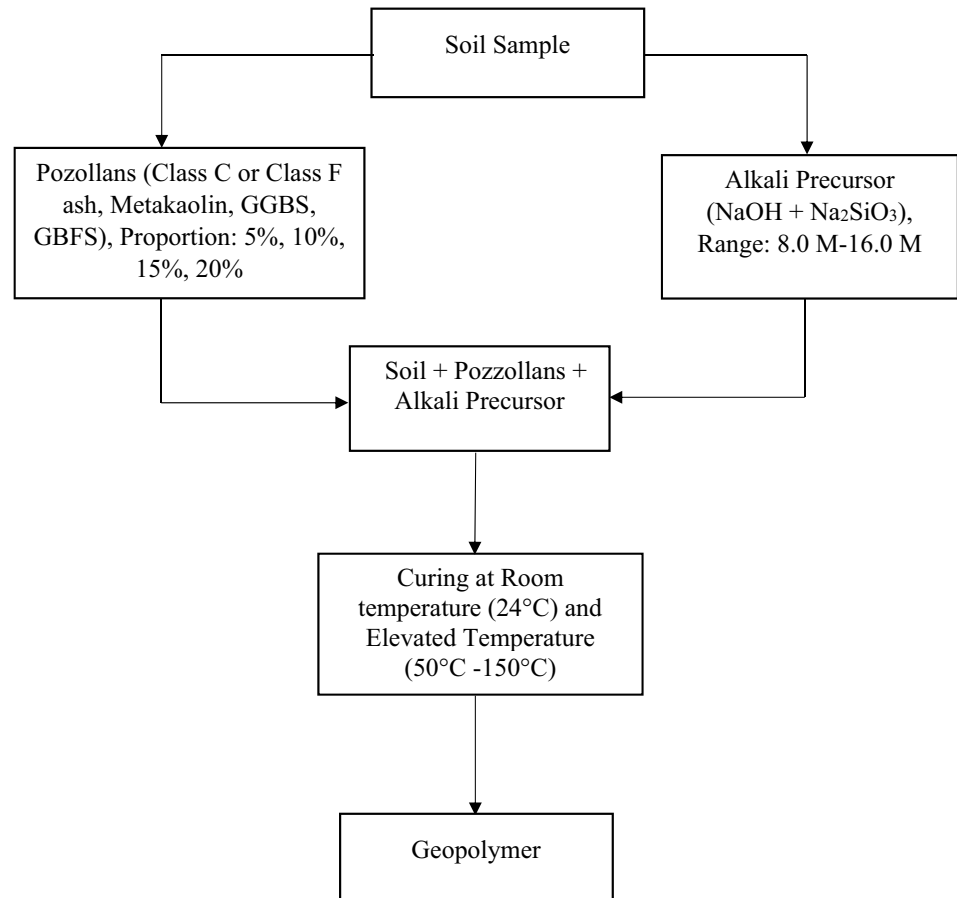 Soil Sample
Pozollans (Class C or Class F
ash, Metakaolin, GGBS,
GBFS), Proportion: 5%, 10%,
15%, 20%
Alkali Precursor
(NaOH + Na₂SiO₃),
Range: 8.0 M-16.0 M
Soil + Pozzollans +
Alkali Precursor
Curing at Room
temperature (24°C) and
Elevated Temperature
(50°C -150°C)
Geopolymer